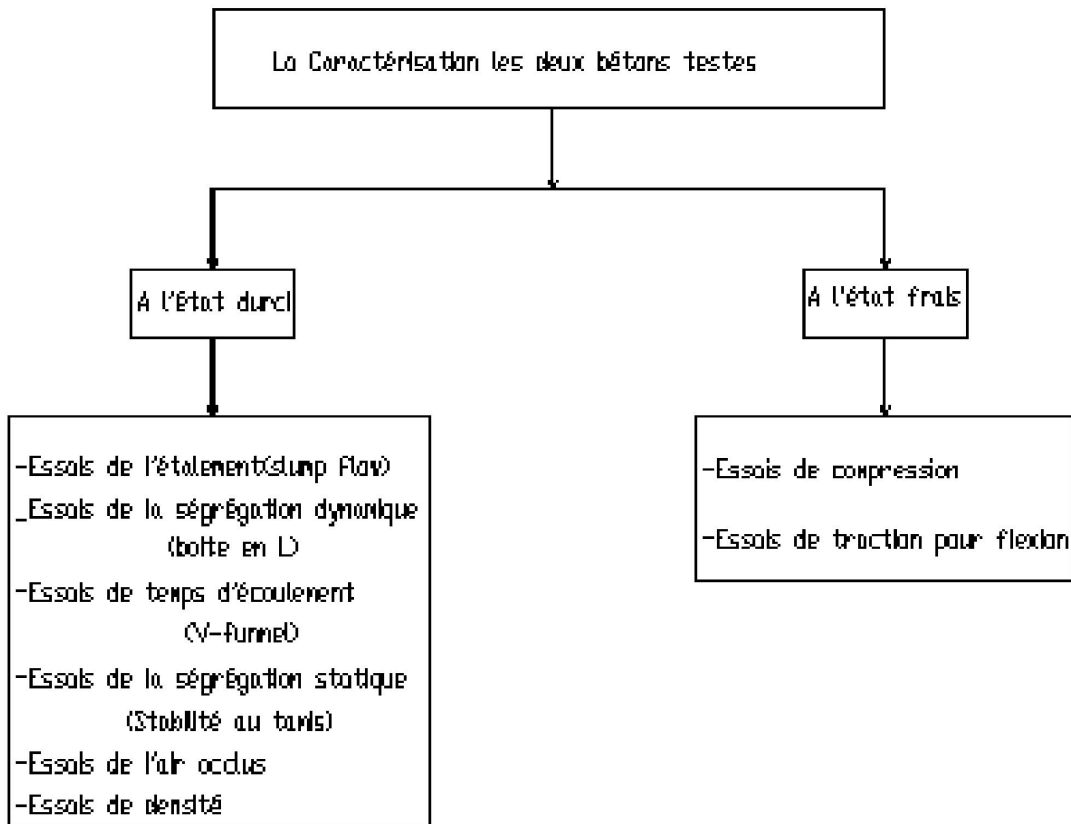 La Caractérisation les deux bétons testes
A l'état durci
A l'état frais
-Essais de l'étalement(slump flow)
_Essais de la ségrégation dynamique
(boite en L)
-Essais de temps d'écoulement
(V-funnel)
-Essais de la ségrégation statique
(Stabilité au tamis)
-Essais de l'air occlus
-Essais de densité
-Essais de compression
-Essais de traction pour flexion